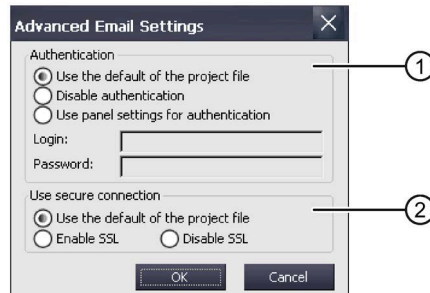 Advanced Email Settings
Authentication
1
Use the default of the project file
Disable authentication
Use panel settings for authentication
Login:
Password:
Use secure connection
2
Use the default of the project file
Enable SSL Disable SSL
OK Cancel